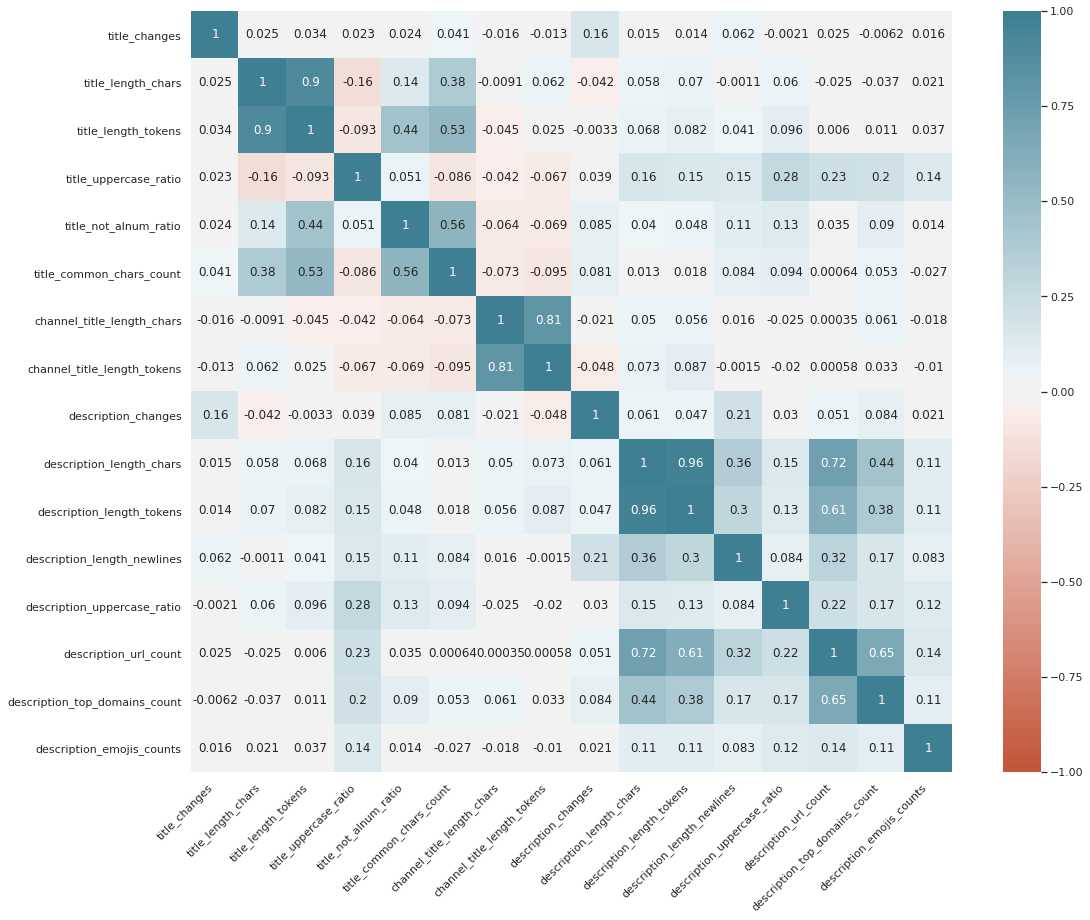 title_changes 1 0.025 0.034 0.023 0.024 0.041 -0.016 -0.013 0.16 0.015 0.014 0.062 -0.0021 0.025 -0.0062 0.016
title_length_chars 0.025 1 0.9 -0.16 0.14 0.38 -0.0091 0.062 -0.042 0.058 0.07 -0.0011 0.06 -0.025 -0.037 0.021
title_length_tokens 0.034 0.9 1 -0.093 0.44 0.53 -0.045 0.025 -0.0033 0.068 0.082 0.041 0.096 0.006 0.011 0.037
title_uppercase_ratio 0.023 -0.16 -0.093 1 0.051 -0.086 -0.042 -0.067 0.039 0.16 0.15 0.15 0.28 0.23 0.2 0.14
title_not_alnum_ratio 0.024 0.14 0.44 0.051 1 0.56 -0.064 -0.069 0.085 0.04 0.048 0.11 0.13 0.035 0.09 0.014
title_common_chars_count 0.041 0.38 0.53 -0.086 0.56 1 -0.073 -0.095 0.081 0.013 0.018 0.084 0.094 0.00064 0.053 -0.027
channel_title_length_chars -0.016 -0.0091 -0.045 -0.042 -0.064 -0.073 1 0.81 -0.021 0.05 0.056 0.016 -0.025 0.00035 0.061 -0.018
channel_title_length_tokens -0.013 0.062 0.025 -0.067 -0.069 -0.095 0.81 1 -0.048 0.073 0.087 -0.0015 -0.02 0.00058 0.033 -0.01
description_changes 0.16 -0.042 -0.0033 0.039 0.085 0.081 -0.021 -0.048 1 0.061 0.047 0.21 0.03 0.051 0.084 0.021
description_length_chars 0.015 0.058 0.068 0.16 0.04 0.013 0.05 0.073 0.061 1 0.96 0.36 0.15 0.72 0.44 0.11
description_length_tokens 0.014 0.07 0.082 0.15 0.048 0.018 0.056 0.087 0.047 0.96 1 0.3 0.13 0.61 0.38 0.11
description_length_newlines 0.062 -0.0011 0.041 0.15 0.11 0.084 0.016 -0.0015 0.21 0.36 0.3 1 0.084 0.32 0.17 0.083
description_uppercase_ratio -0.0021 0.06 0.096 0.28 0.13 0.094 -0.025 -0.02 0.03 0.15 0.13 0.084 1 0.22 0.17 0.12
description_url_count 0.025 -0.025 0.006 0.23 0.035 0.00064 0.00035 0.00058 0.051 0.72 0.61 0.32 0.22 1 0.65 0.14
description_top_domains_count -0.0062 -0.037 0.011 0.2 0.09 0.053 0.061 0.033 0.084 0.44 0.38 0.17 0.17 0.65 1 0.11
description_emojis_counts 0.016 0.021 0.037 0.14 0.014 -0.027 -0.018 -0.01 0.021 0.11 0.11 0.083 0.12 0.14 0.11 1
title_changes
title_length_chars
title_length_tokens
title_uppercase_ratio
title_not_alnum_ratio
title_common_chars_count
channel_title_length_chars
channel_title_length_tokens
description_changes
description_length_chars
description_length_tokens
description_length_newlines
description_uppercase_ratio
description_url_count
description_top_domains_count
description_emojis_counts
1.00
0.75
0.50
0.25
0.00
−0.25
−0.50
−0.75
−1.00